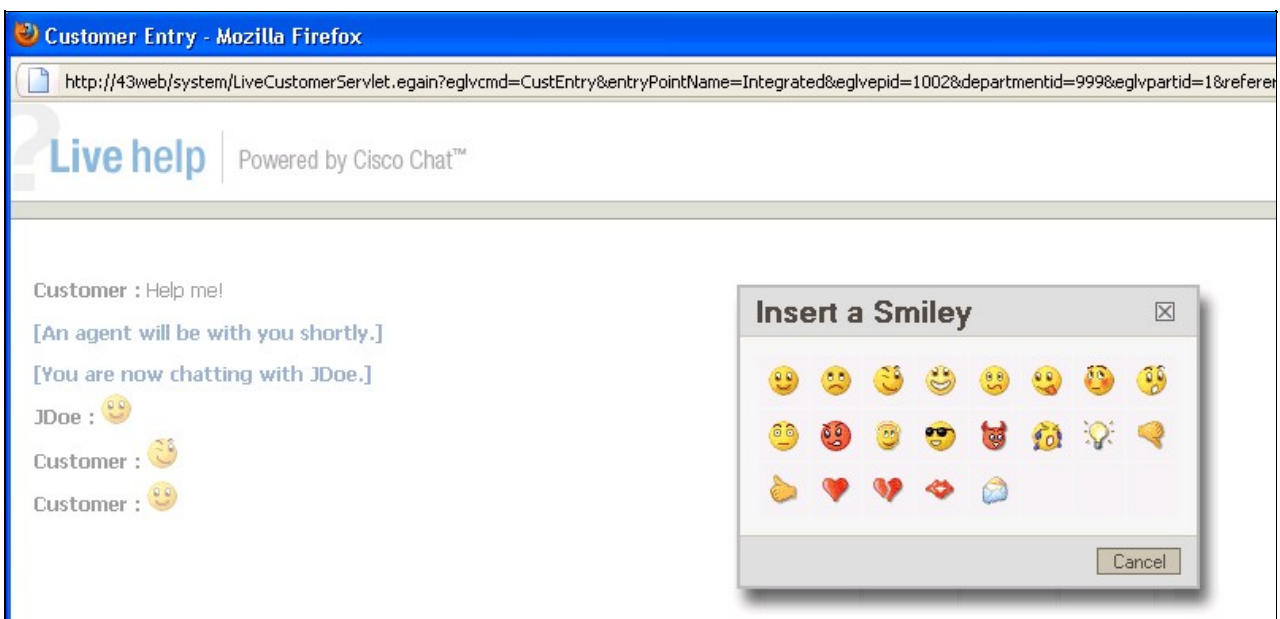 Customer Entry - Mozilla Firefox
http://43web/system/LiveCustomerServlet.egain?eglvcmd=CustEntry&entryPointName=Integrated&eglvepid=1002&departmentid=999&eglvpartid=1&referer
Live help Powered by Cisco Chat™
Customer : Help me!
[An agent will be with you shortly.]
[You are now chatting with JDoe.]
JDoe :
Customer :
Customer :
Insert a Smiley
Cancel